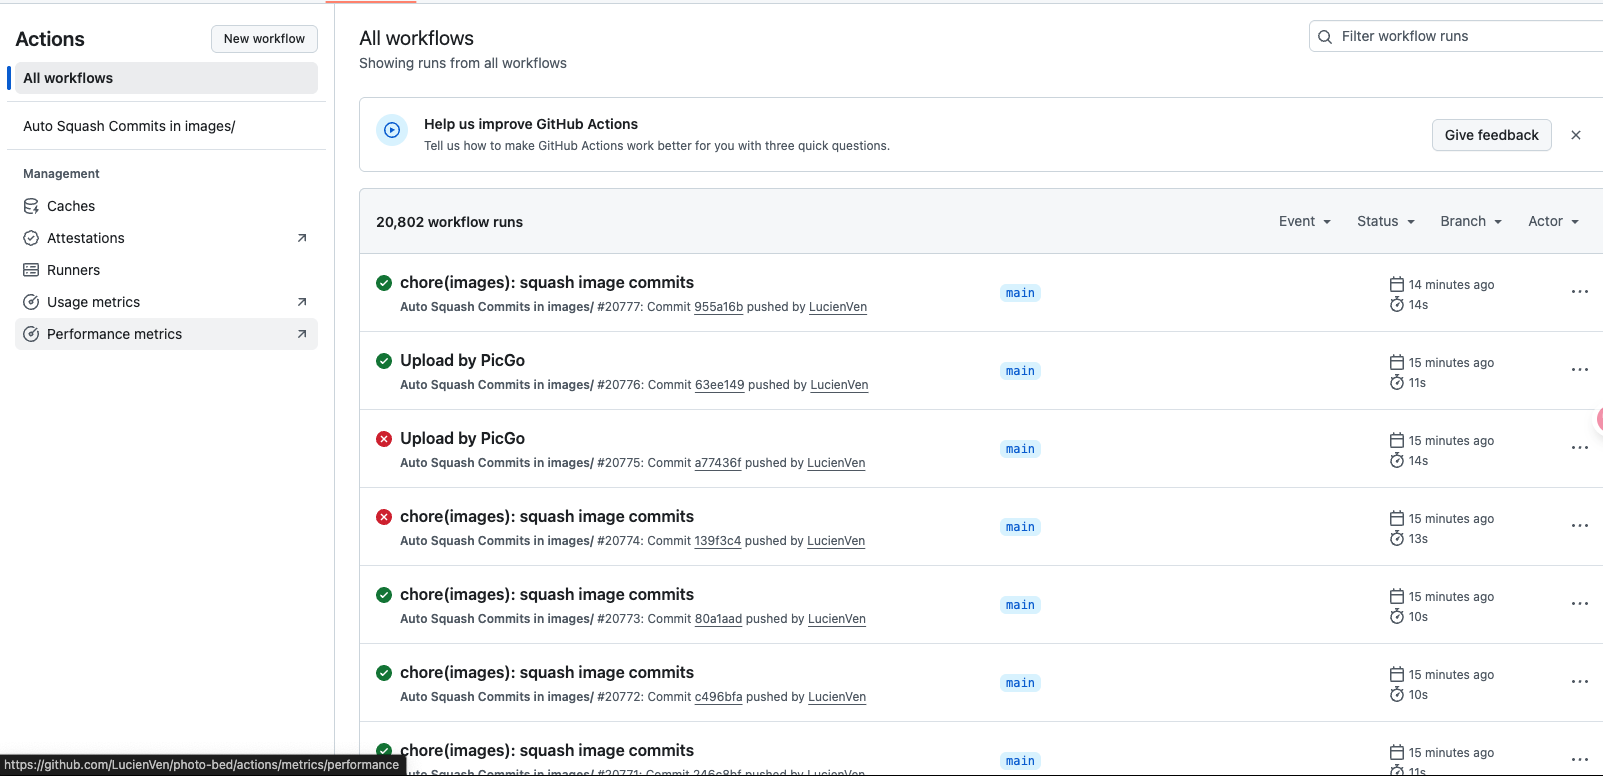 Actions
New workflow
All workflows
Auto Squash Commits in images/
Management
Caches
Attestations
Runners
Usage metrics
Performance metrics
All workflows
Showing runs from all workflows
Filter workflow runs
Help us improve GitHub Actions
Tell us how to make GitHub Actions work better for you with three quick questions.
Give feedback
20,802 workflow runs
Event
Status
Branch
Actor
chore(images): squash image commits
Auto Squash Commits in images/ #20777: Commit 955a16b pushed by LucienVen
main
14 minutes ago
14s
Upload by PicGo
Auto Squash Commits in images/ #20776: Commit 63ee149 pushed by LucienVen
main
15 minutes ago
11s
Upload by PicGo
Auto Squash Commits in images/ #20775: Commit a77436f pushed by LucienVen
main
15 minutes ago
14s
chore(images): squash image commits
Auto Squash Commits in images/ #20774: Commit 139f3c4 pushed by LucienVen
main
15 minutes ago
13s
chore(images): squash image commits
Auto Squash Commits in images/ #20773: Commit 80a1aad pushed by LucienVen
main
15 minutes ago
10s
chore(images): squash image commits
Auto Squash Commits in images/ #20772: Commit c496bfa pushed by LucienVen
main
15 minutes ago
10s
chore(images): squash image commits
Squash Commits in images/ #20771: Commit 246c8bf pushed by LucienVen
main
15 minutes ago
11s
https://github.com/LucienVen/photo-bed/actions/metrics/performance